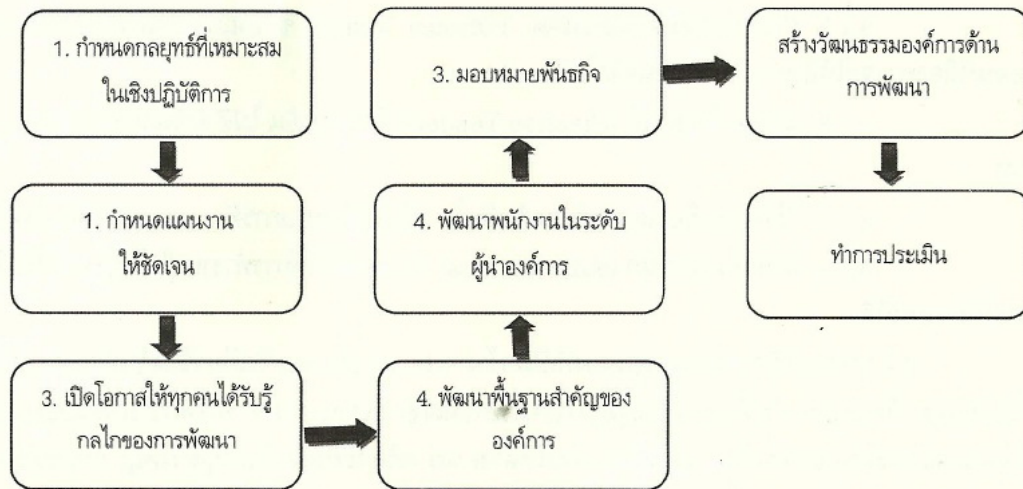 1. กำหนดกลยุทธ์ที่เหมาะสม
ในเชิงปฏิบัติการ
1. กำหนดแผนงาน
ให้ชัดเจน
3. เปิดโอกาสให้ทุกคนได้รับรู้
กลไกของการพัฒนา
4. พัฒนาพื้นฐานสำคัญของ
องค์การ
4. พัฒนาพนักงานในระดับ
ผู้นำองค์การ
3. มอบหมายพันธกิจ
สร้างวัฒนธรรมองค์การด้าน
การพัฒนา
ทำการประเมิน